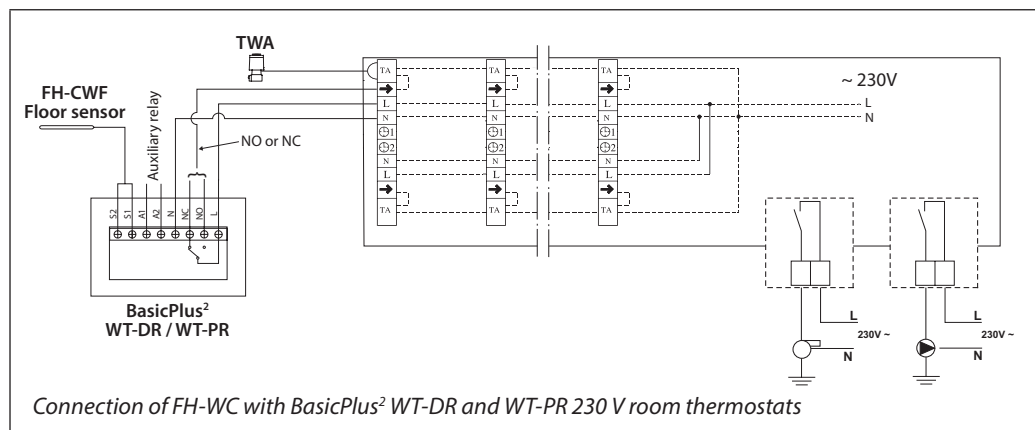 TWA
FH-CWF
Floor sensor
Auxiliary relay
NO or NC
S2 S1 A1 A2 N NC NO L
BasicPlus²
WT-DR / WT-PR
TA TA TA
L L L
N N N
1 1 1
2 2 2
N N N
L L L
TA TA TA
~ 230V
L
N
L
230V ~
N
L
230V ~
N
Connection of FH-WC with BasicPlus² WT-DR and WT-PR 230 V room thermostats